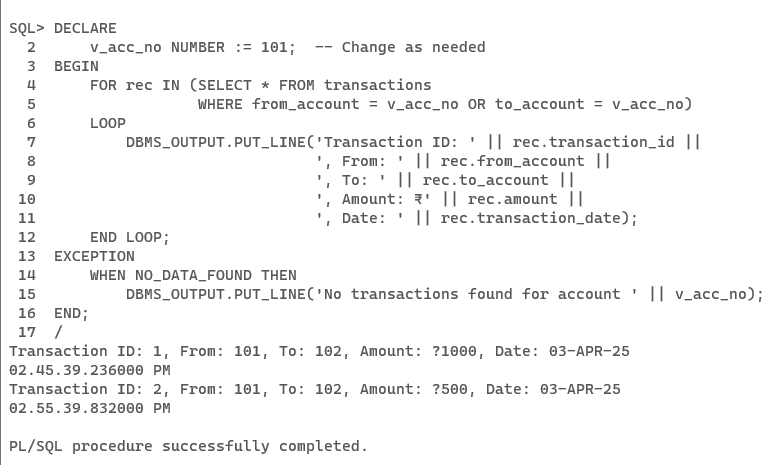 SQL> DECLARE
  2      v_acc_no NUMBER := 101;  -- Change as needed
  3  BEGIN
  4      FOR rec IN (SELECT * FROM transactions
  5                  WHERE from_account = v_acc_no OR to_account = v_acc_no)
  6      LOOP
  7          DBMS_OUTPUT.PUT_LINE('Transaction ID: ' || rec.transaction_id ||
  8                               ', From: ' || rec.from_account ||
  9                               ', To: ' || rec.to_account ||
 10                               ', Amount: ₹' || rec.amount ||
 11                               ', Date: ' || rec.transaction_date);
 12      END LOOP;
 13  EXCEPTION
 14      WHEN NO_DATA_FOUND THEN
 15          DBMS_OUTPUT.PUT_LINE('No transactions found for account ' || v_acc_no);
 16  END;
 17  /
Transaction ID: 1, From: 101, To: 102, Amount: ?1000, Date: 03-APR-25
02.45.39.236000 PM
Transaction ID: 2, From: 101, To: 102, Amount: ?500, Date: 03-APR-25
02.55.39.832000 PM
PL/SQL procedure successfully completed.